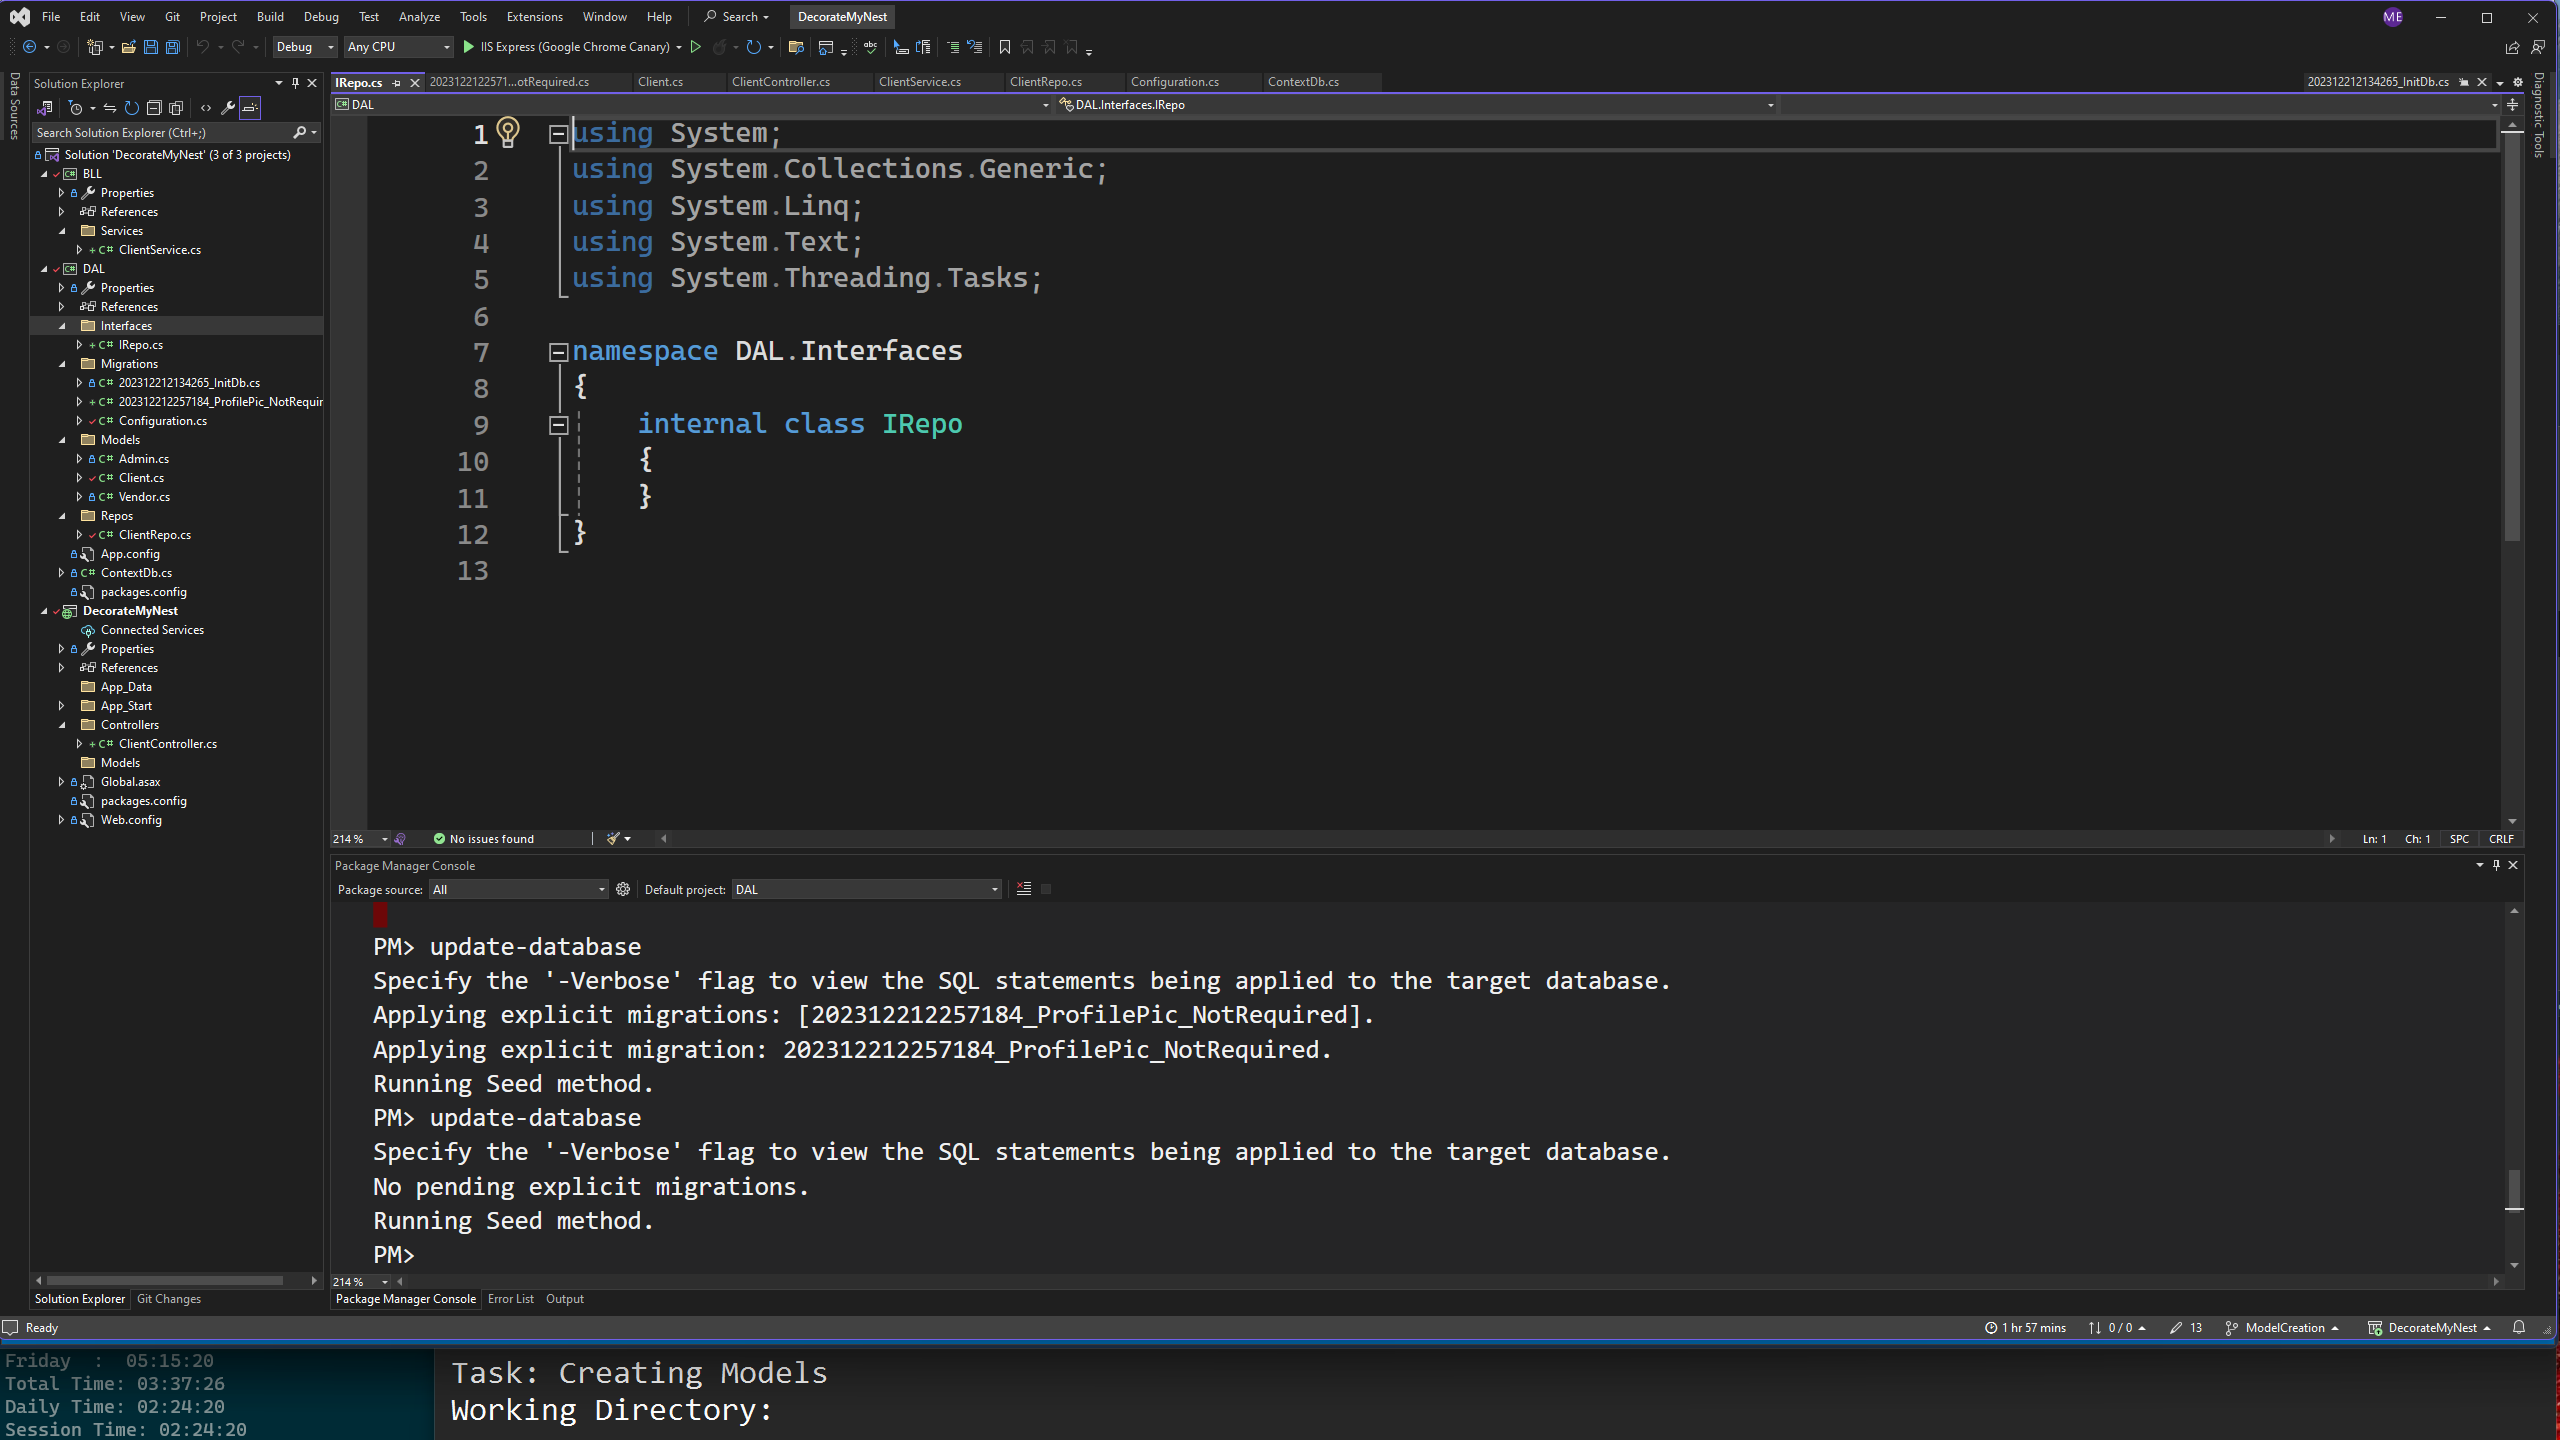 File Edit View Git Project Build Debug Test Analyze Tools Extensions Window Help Search DecorateMyNest ME
Debug Any CPU IIS Express (Google Chrome Canary)
Data Sources
Solution Explorer
Search Solution Explorer (Ctrl+;)
Solution 'DecorateMyNest' (3 of 3 projects)
BLL
Properties
References
Services
C# ClientService.cs
DAL
Properties
References
Interfaces
C# IRepo.cs
Migrations
C# 202312212134265_InitDb.cs
C# 202312212257184_ProfilePic_NotRequir
C# Configuration.cs
Models
C# Admin.cs
C# Client.cs
C# Vendor.cs
Repos
C# ClientRepo.cs
App.config
C# ContextDb.cs
packages.config
DecorateMyNest
Connected Services
Properties
References
App_Data
App_Start
Controllers
C# ClientController.cs
Models
Global.asax
packages.config
Web.config
Solution Explorer Git Changes
IRepo.cs 2023122122571...otRequired.cs Client.cs ClientController.cs ClientService.cs ClientRepo.cs Configuration.cs ContextDb.cs 202312212134265_InitDb.cs
DAL DAL.Interfaces.IRepo
Diagnostic Tools
1 using System;
2 using System.Collections.Generic;
3 using System.Linq;
4 using System.Text;
5 using System.Threading.Tasks;
6
7 namespace DAL.Interfaces
8 {
9 internal class IRepo
10 {
11 }
12 }
13
214 % No issues found Ln: 1 Ch: 1 SPC CRLF
Package Manager Console
Package source: All Default project: DAL
PM> update-database
Specify the '-Verbose' flag to view the SQL statements being applied to the target database.
Applying explicit migrations: [202312212257184_ProfilePic_NotRequired].
Applying explicit migration: 202312212257184_ProfilePic_NotRequired.
Running Seed method.
PM> update-database
Specify the '-Verbose' flag to view the SQL statements being applied to the target database.
No pending explicit migrations.
Running Seed method.
PM>
214 %
Package Manager Console Error List Output
Ready 1 hr 57 mins 0 / 0 13 ModelCreation DecorateMyNest
Friday : 05:15:20
Total Time: 03:37:26
Daily Time: 02:24:20
Session Time: 02:24:20
Task: Creating Models
Working Directory: